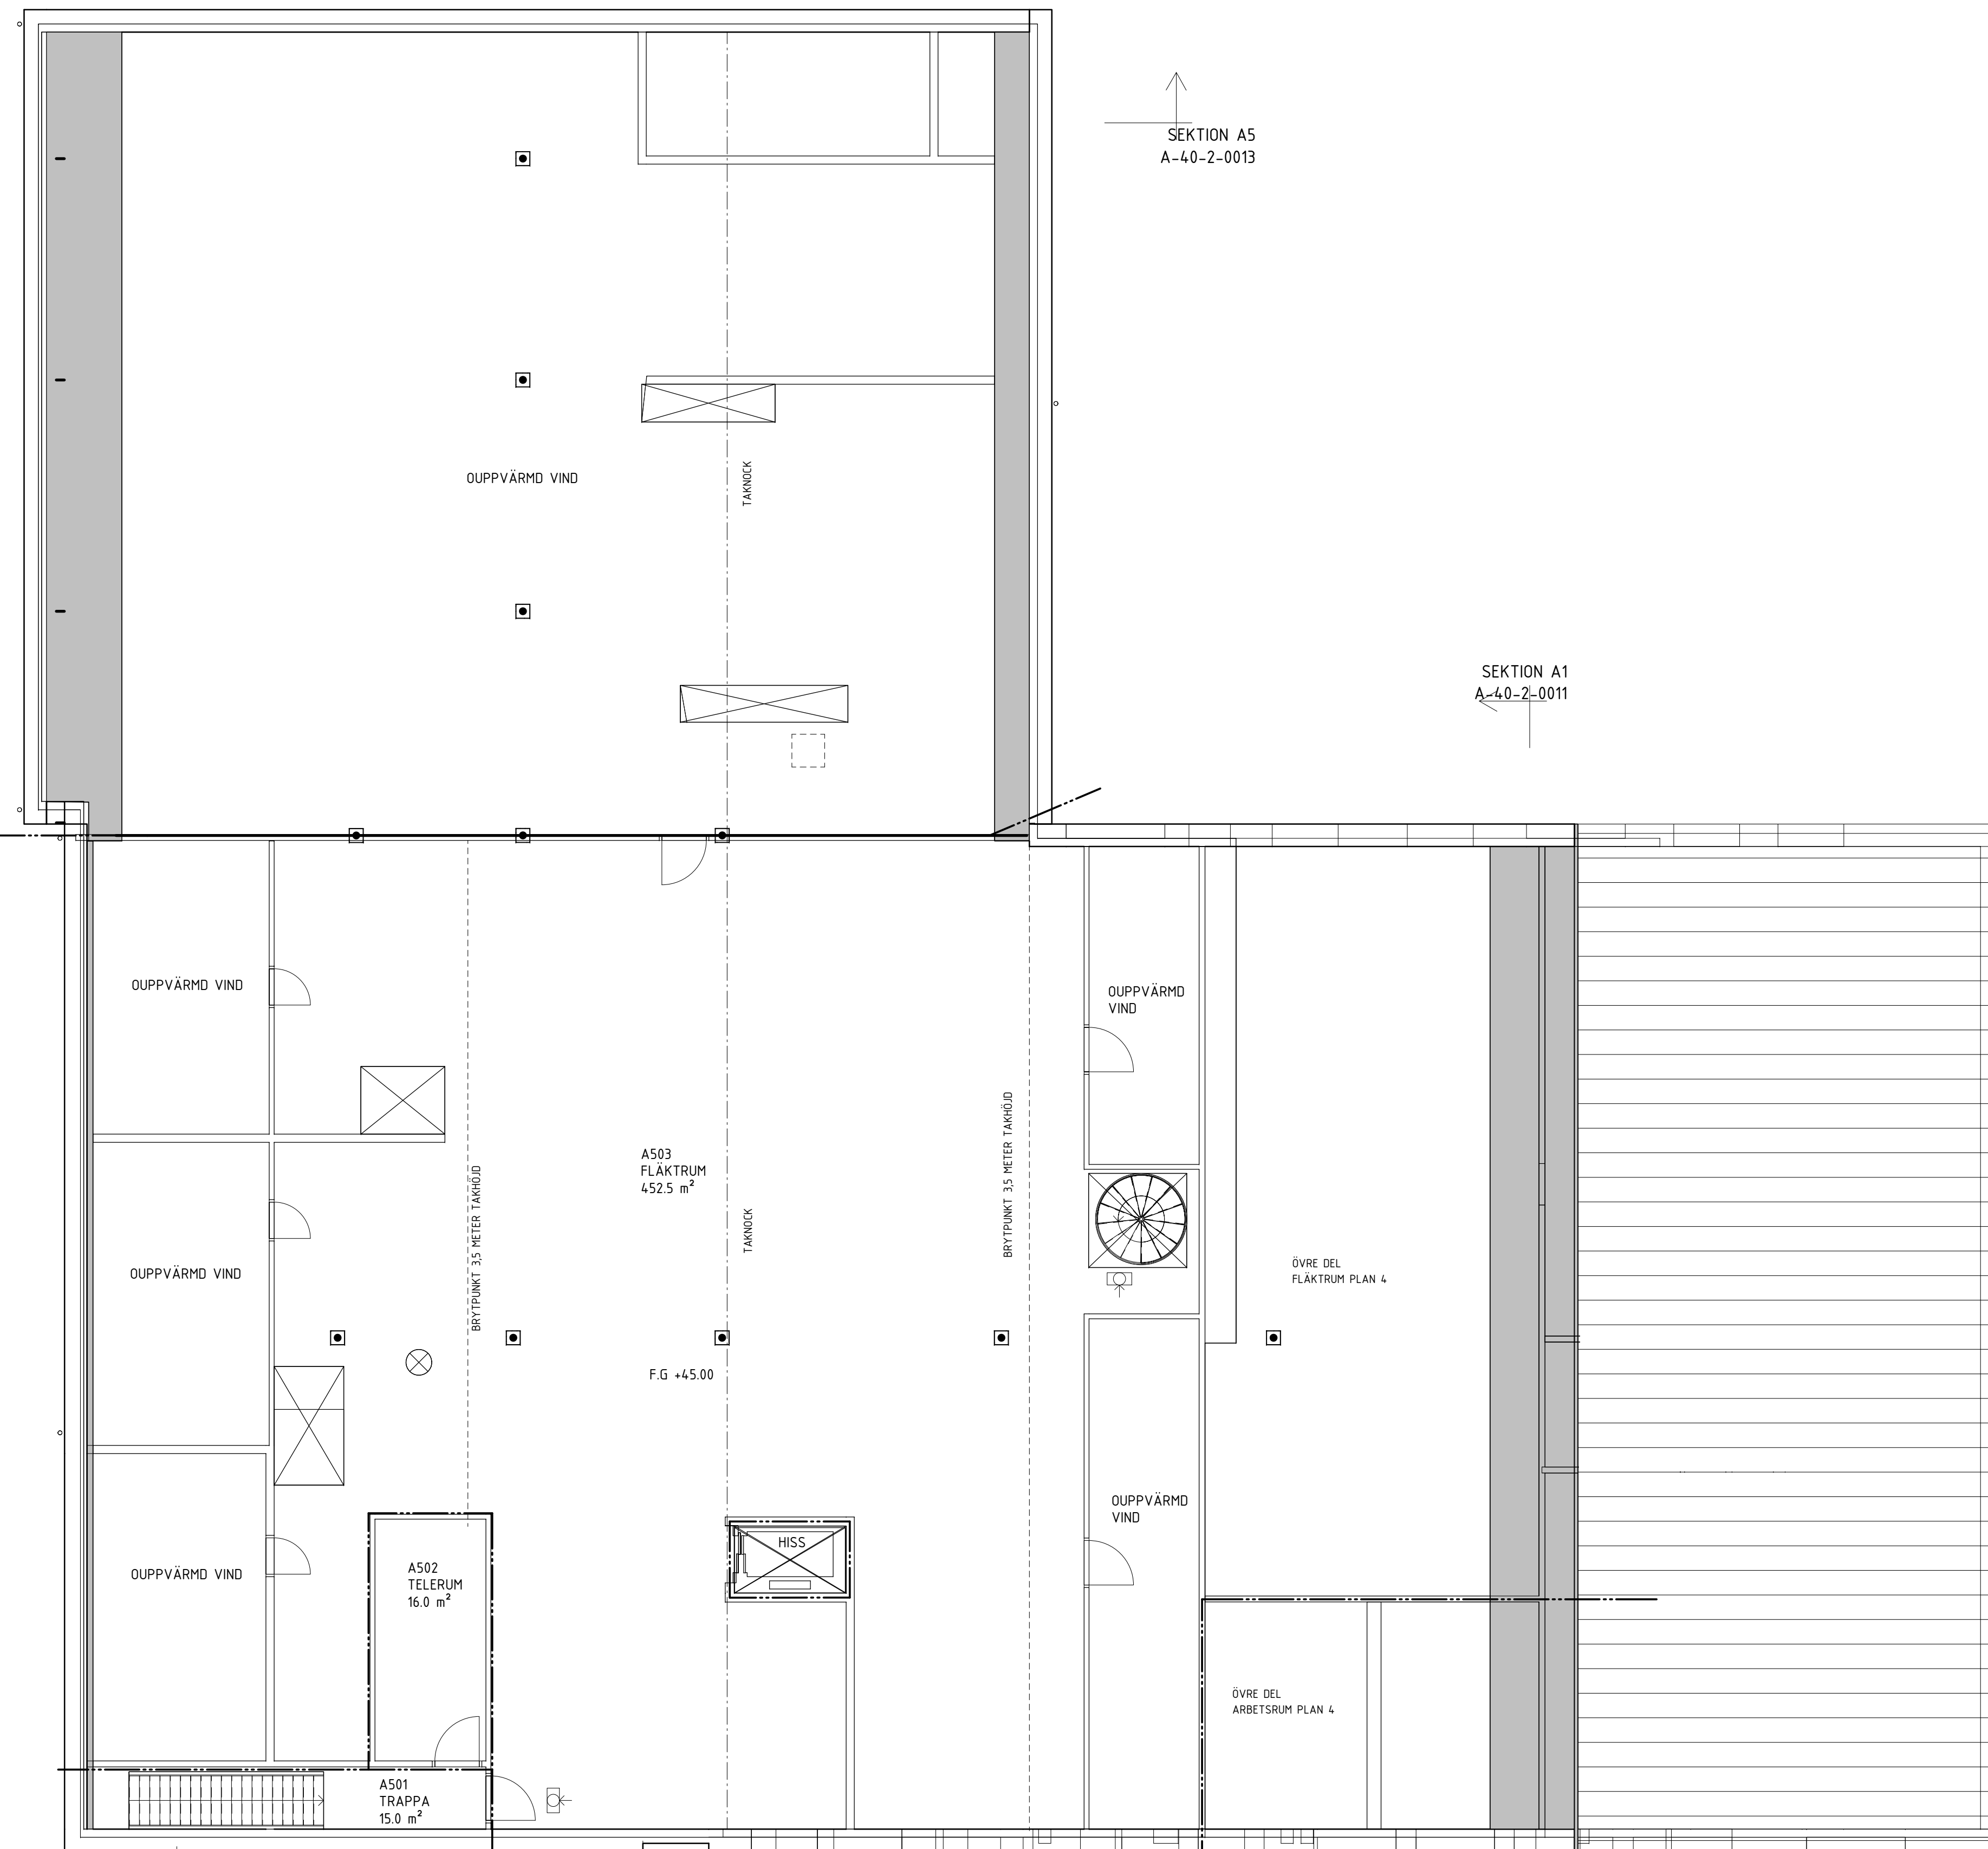 SEKTION A5
A-40-2-0013
OUPPVÄRMD VIND
TAKNOCK
SEKTION A1
A-40-2-0011
OUPPVÄRMD VIND
OUPPVÄRMD
VIND
BRYTPUNKT 3,5 METER TAKHÖJD
A503
FLÄKTRUM
452.5 m²
BRYTPUNKT 3,5 METER TAKHÖJD
TAKNOCK
OUPPVÄRMD VIND
ÖVRE DEL
FLÄKTRUM PLAN 4
F.G +45.00
OUPPVÄRMD
VIND
HISS
OUPPVÄRMD VIND
A502
TELERUM
16.0 m²
ÖVRE DEL
ARBETSRUM PLAN 4
A501
TRAPPA
15.0 m²